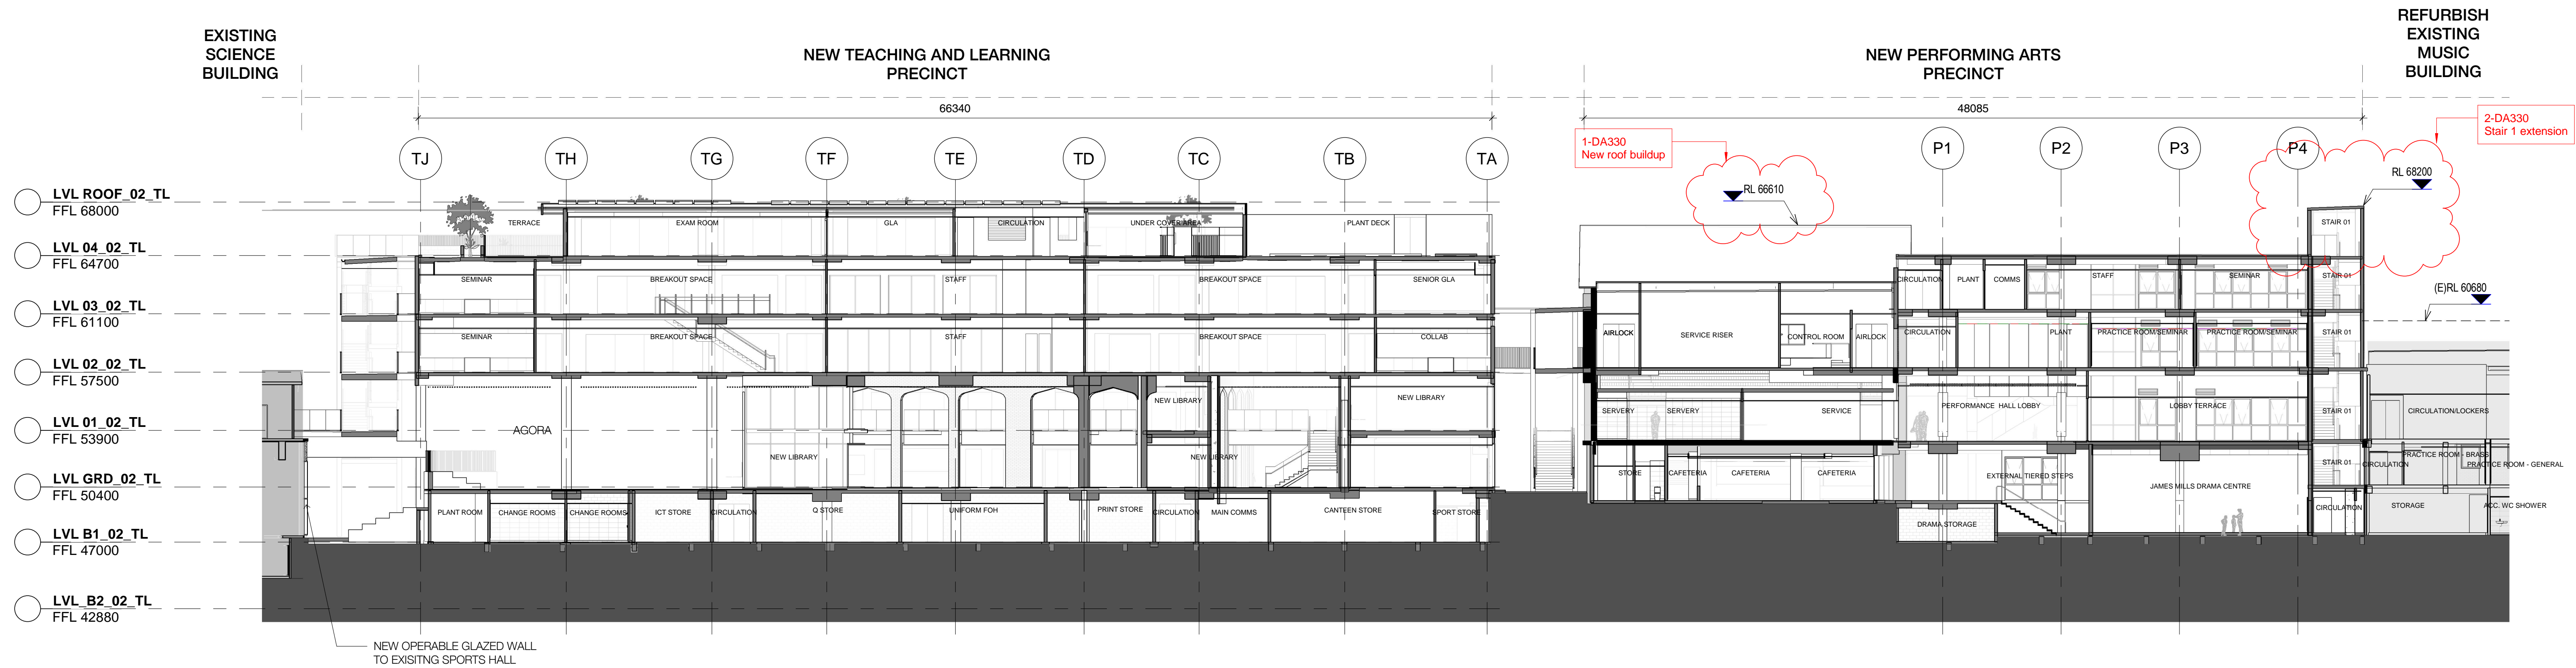 EXISTING
SCIENCE
BUILDING
NEW TEACHING AND LEARNING
PRECINCT
NEW PERFORMING ARTS
PRECINCT
REFURBISH
EXISTING
MUSIC
BUILDING
66340
48085
1-DA330
New roof buildup
2-DA330
Stair 1 extension
TJ
TH
TG
TF
TE
TD
TC
TB
TA
P1
P2
P3
P4
RL 66610
RL 68200
(E)RL 60680
LVL ROOF_02_TL
FFL 68000
TERRACE
EXAM ROOM
GLA
CIRCULATION
UNDER COVER AREA
PLANT DECK
STAIR 01
LVL 04_02_TL
FFL 64700
SEMINAR
BREAKOUT SPACE
STAFF
BREAKOUT SPACE
SENIOR GLA
CIRCULATION
PLANT
COMMS
STAFF
SEMINAR
STAIR 01
LVL 03_02_TL
FFL 61100
SEMINAR
BREAKOUT SPACE
STAFF
BREAKOUT SPACE
COLLAB
AIRLOCK
SERVICE RISER
CONTROL ROOM
AIRLOCK
CIRCULATION
PLANT
PRACTICE ROOM/SEMINAR
PRACTICE ROOM/SEMINAR
STAIR 01
LVL 02_02_TL
FFL 57500
NEW LIBRARY
NEW LIBRARY
SERVERY
SERVERY
SERVICE
PERFORMANCE HALL LOBBY
LOBBY TERRACE
STAIR 01
CIRCULATION/LOCKERS
LVL 01_02_TL
FFL 53900
AGORA
NEW LIBRARY
NEW LIBRARY
STORE
CAFETERIA
CAFETERIA
CAFETERIA
EXTERNAL TIERED STEPS
JAMES MILLS DRAMA CENTRE
STAIR 01
CIRCULATION
PRACTICE ROOM - BRASS
PRACTICE ROOM - GENERAL
LVL GRD_02_TL
FFL 50400
PLANT ROOM
CHANGE ROOMS
CHANGE ROOMS
ICT STORE
CIRCULATION
Q STORE
UNIFORM FOH
PRINT STORE
CIRCULATION
MAIN COMMS
CANTEEN STORE
SPORT STORE
DRAMA STORAGE
CIRCULATION
STORAGE
ACC. WC SHOWER
LVL B1_02_TL
FFL 47000
LVL_B2_02_TL
FFL 42880
NEW OPERABLE GLAZED WALL
TO EXISITNG SPORTS HALL